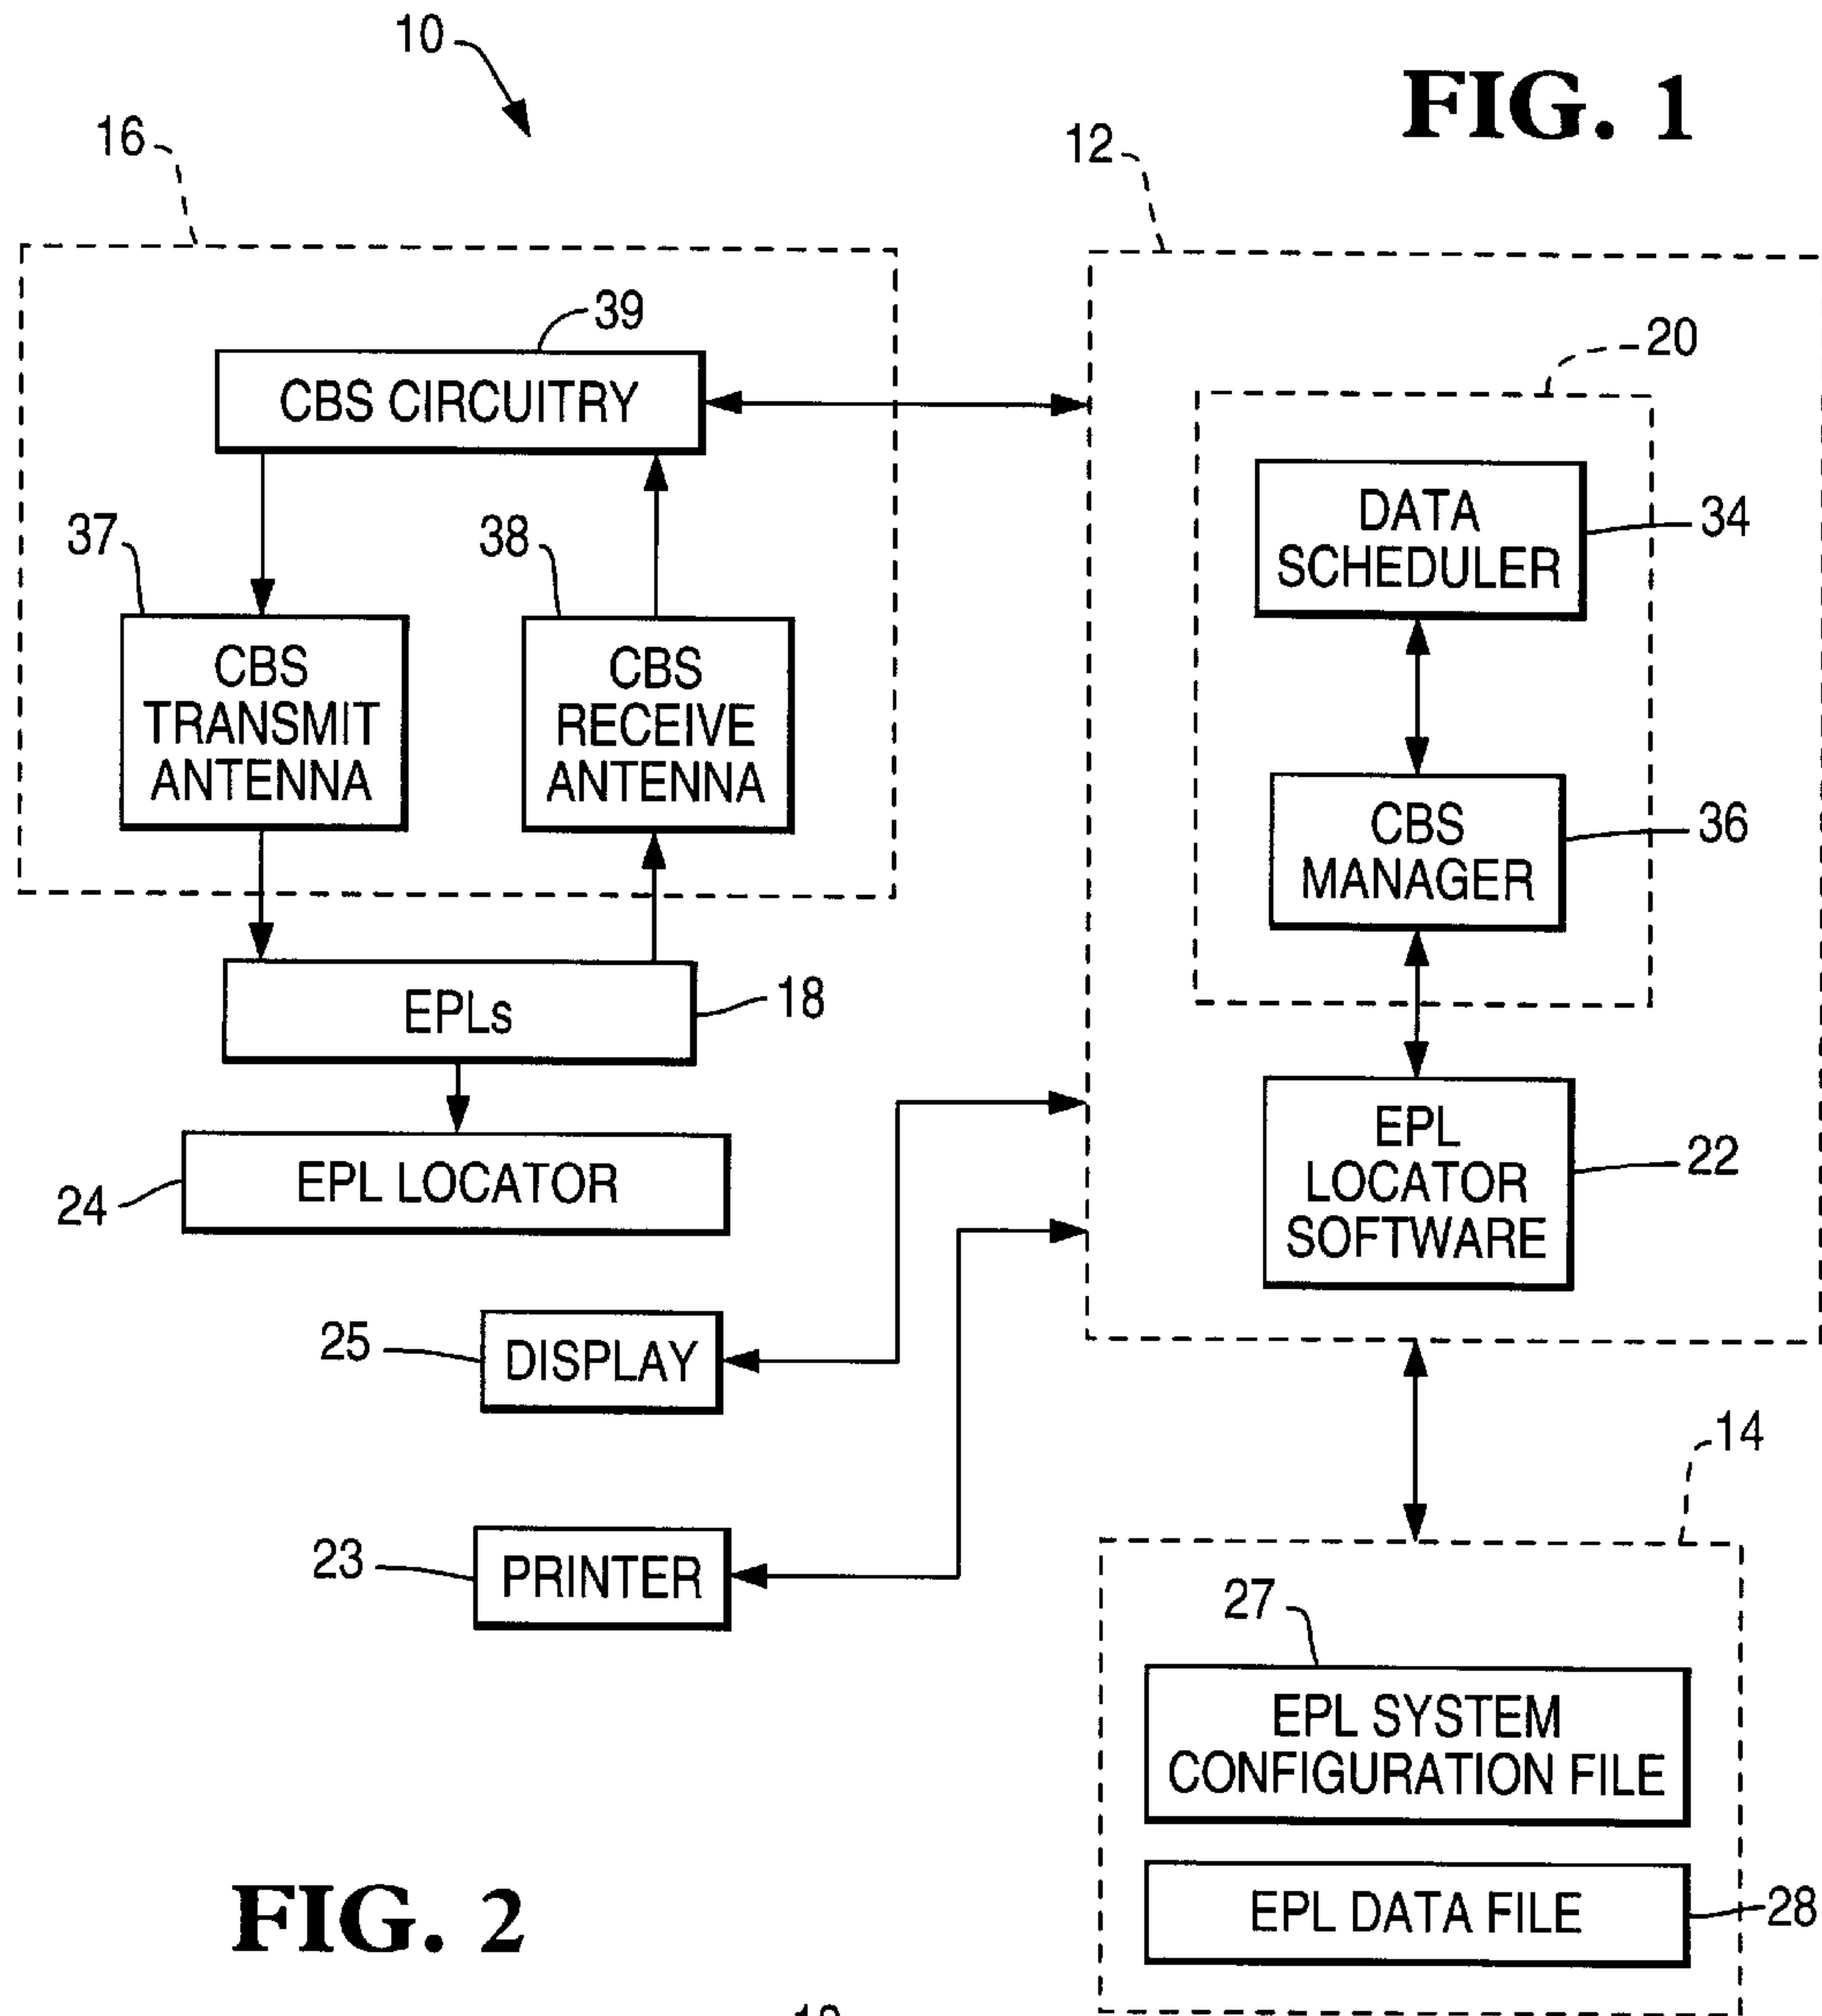 10
FIG. 1
16
12
39
CBS CIRCUITRY
20
DATA
SCHEDULER
34
37
38
CBS
TRANSMIT
ANTENNA
CBS
RECEIVE
ANTENNA
CBS
MANAGER
36
EPLs
18
EPL
LOCATOR
SOFTWARE
22
EPL LOCATOR
24
25
DISPLAY
14
23
PRINTER
27
EPL SYSTEM
CONFIGURATION FILE
EPL DATA FILE
28
FIG. 2